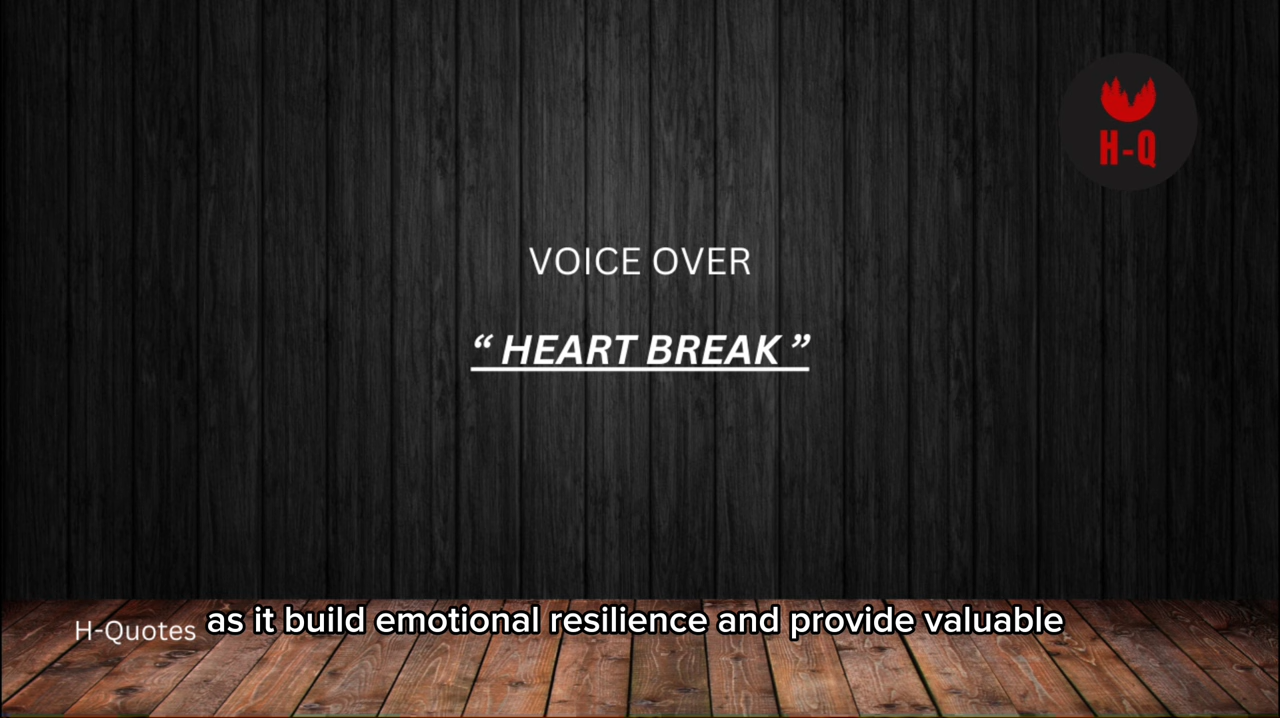 H-Q
VOICE OVER
“ HEART BREAK ”
as it build emotional resilience and provide valuable
H-Quotes